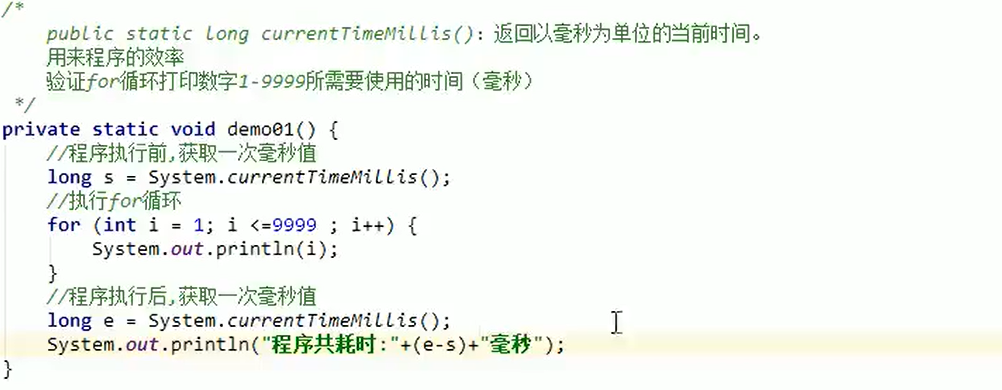 /*
    public static long currentTimeMillis()：返回以毫秒为单位的当前时间。
    用来程序的效率
    验证for循环打印数字1-9999所需要使用的时间（毫秒）
 */
private static void demo01() {
    //程序执行前,获取一次毫秒值
    long s = System.currentTimeMillis();
    //执行for循环
    for (int i = 1; i <=9999 ; i++) {
        System.out.println(i);
    }
    //程序执行后,获取一次毫秒值
    long e = System.currentTimeMillis();
    System.out.println("程序共耗时:"+(e-s)+"毫秒");
}